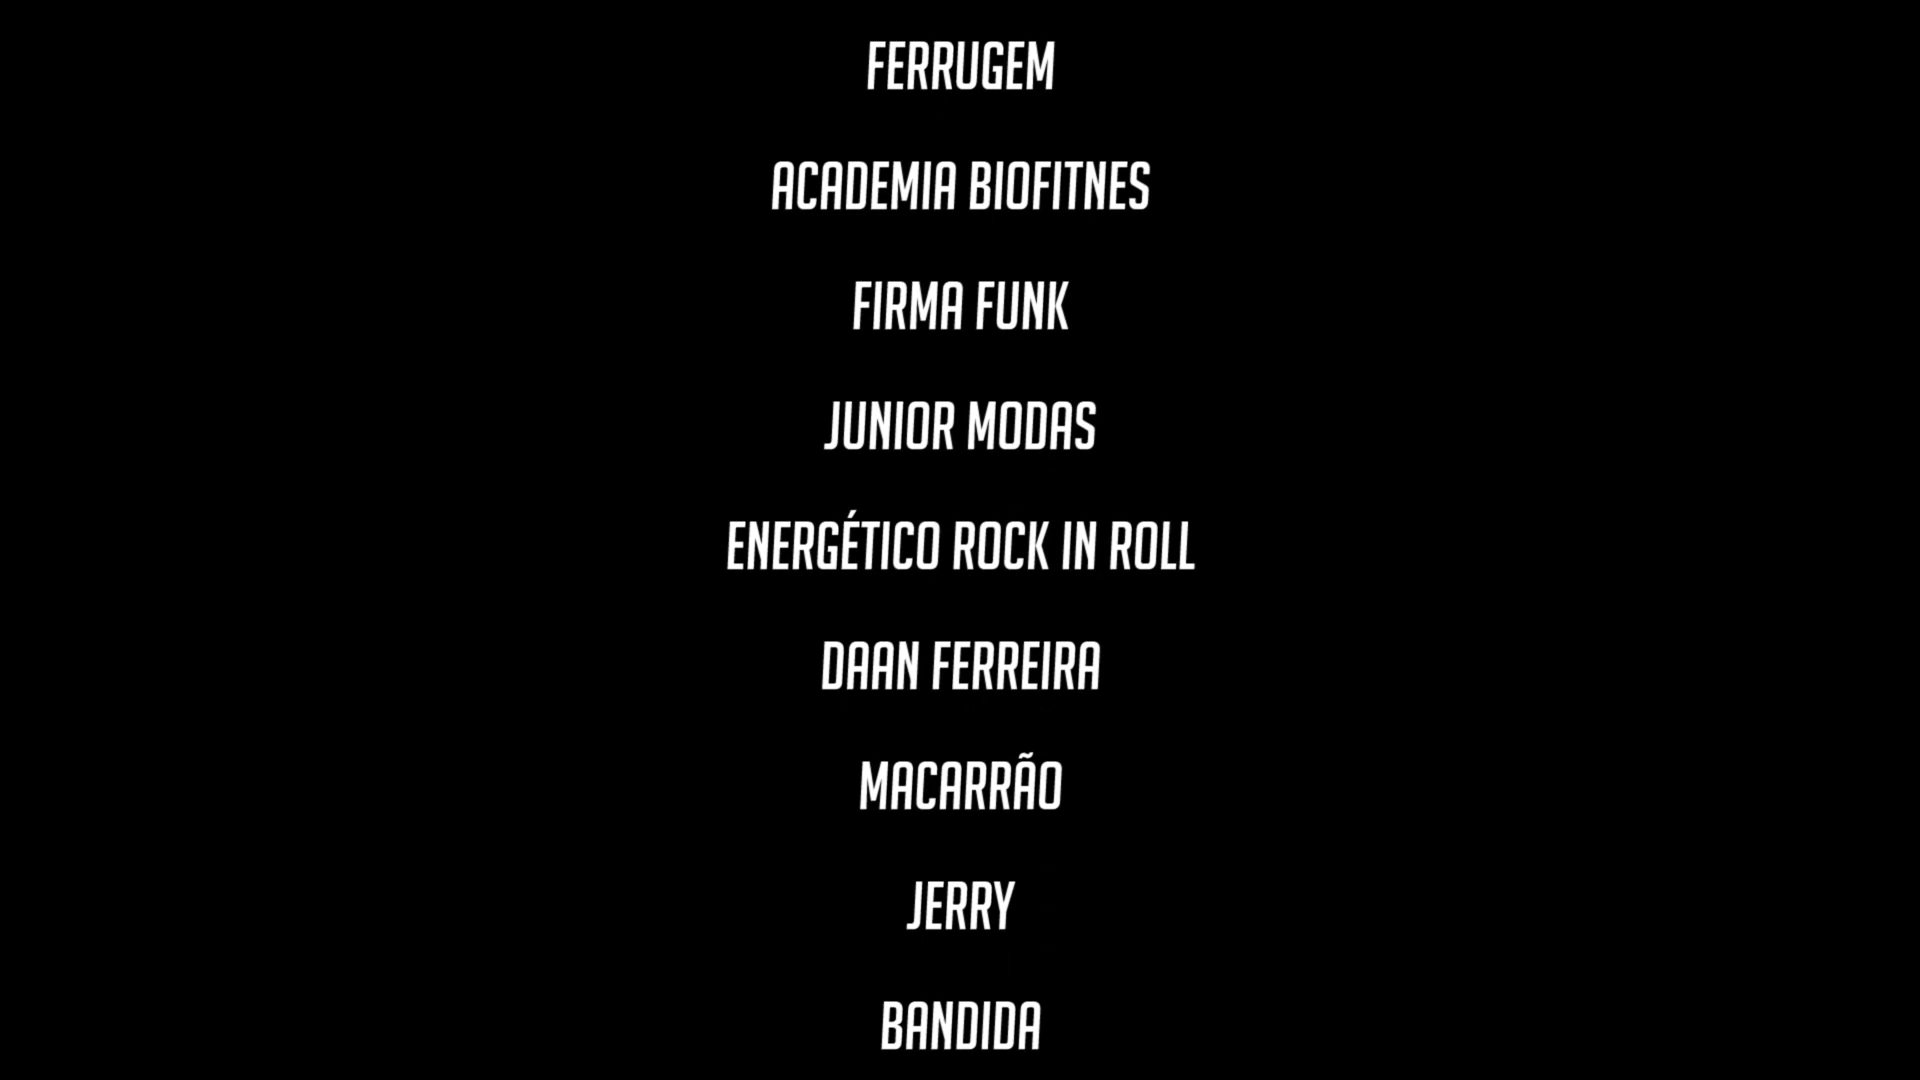 FERRUGEM
ACADEMIA BIOFITNES
FIRMA FUNK
JUNIOR MODAS
ENERGÉTICO ROCK IN ROLL
DAAN FERREIRA
MACARRÃO
JERRY
BANDIDA